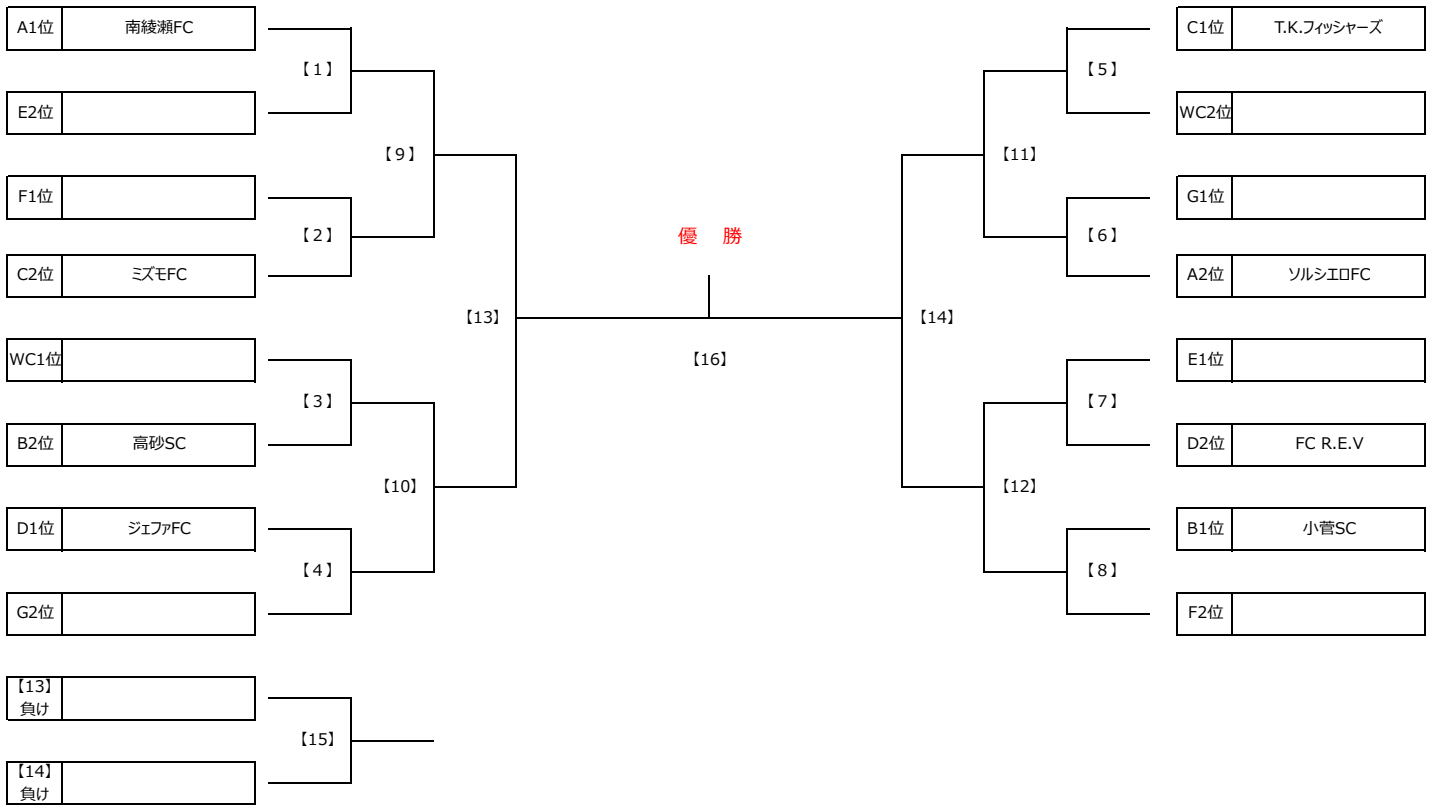 A1位 南綾瀬FC
C1位 T.K.フィッシャーズ
【1】
【5】
E2位
WC2位
【9】
【11】
F1位
G1位
【2】
優 勝
【6】
C2位 ミズモFC
A2位 ソルシエロFC
【13】
【14】
WC1位
【16】
E1位
【3】
【7】
B2位 高砂SC
D2位 FC R.E.V
【10】
【12】
D1位 ジェファFC
B1位 小菅SC
【4】
【8】
G2位
F2位
【13】
負け
【15】
【14】
負け